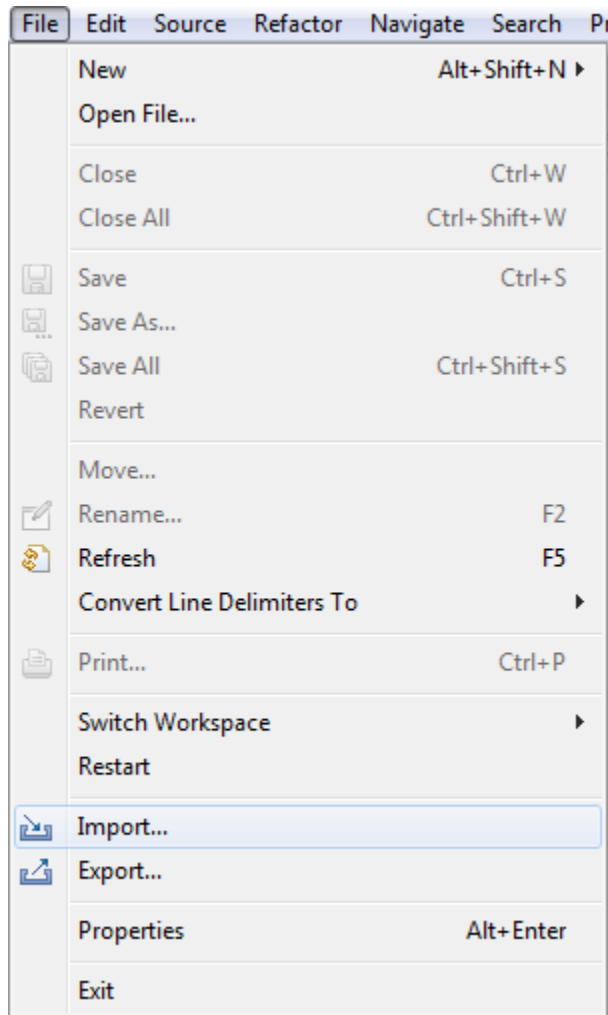 File Edit Source Refactor Navigate Search Pr
New Alt+Shift+N
Open File...
Close Ctrl+W
Close All Ctrl+Shift+W
Save Ctrl+S
Save As...
Save All Ctrl+Shift+S
Revert
Move...
Rename... F2
Refresh F5
Convert Line Delimiters To
Print... Ctrl+P
Switch Workspace
Restart
Import...
Export...
Properties Alt+Enter
Exit